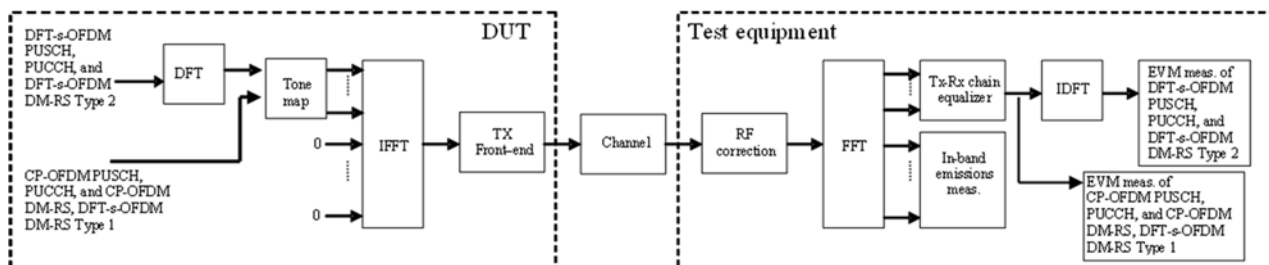 DUT
Test equipment
DFT-s-OFDM
PUSCH,
PUCCH, and
DFT-s-OFDM
DM-RS Type 2
DFT
Tone
map
CP-OFDM PUSCH,
PUCCH, and CP-OFDM
DM-RS, DFT-s-OFDM
DM-RS Type 1
0
0
IFFT
TX
Front-end
Channel
RF
correction
FFT
Tx-Rx chain
equalizer
In-band
emissions
meas.
IDFT
EVM meas. of
DFT-s-OFDM
PUSCH,
PUCCH, and
DFT-s-OFDM
DM-RS Type 2
EVM meas. of
CP-OFDM PUSCH,
PUCCH, and CP-OFDM
DM-RS, DFT-s-OFDM
DM-RS Type 1